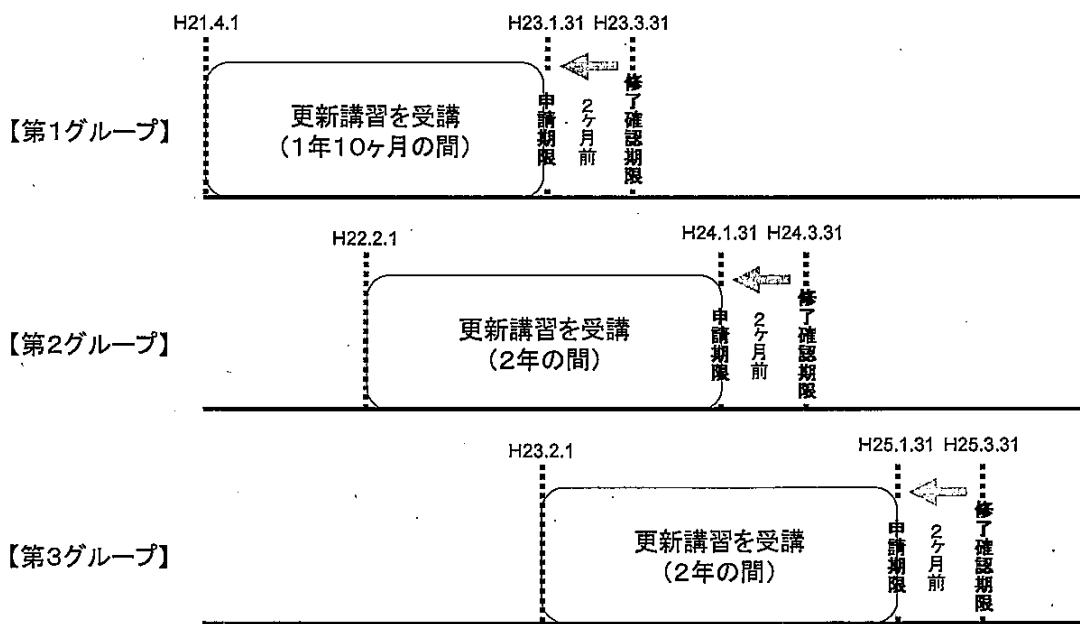 H21.4.1
H23.1.31
H23.3.31
【第1グループ】
更新講習を受講
（1年10ヶ月の間）
申請期限
2ヶ月前
修了確認期限
H22.2.1
H24.1.31
H24.3.31
【第2グループ】
更新講習を受講
（2年の間）
申請期限
2ヶ月前
修了確認期限
H23.2.1
H25.1.31
H25.3.31
【第3グループ】
更新講習を受講
（2年の間）
申請期限
2ヶ月前
修了確認期限